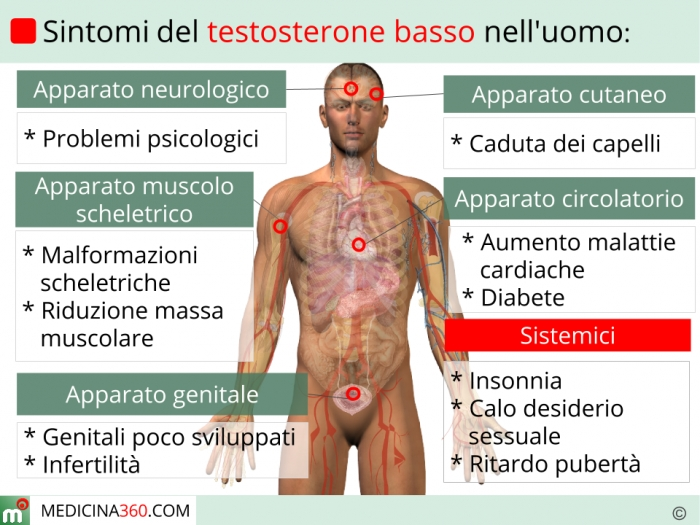 Sintomi del testosterone basso nell'uomo:
Apparato neurologico
* Problemi psicologici
Apparato muscolo
scheletrico
* Malformazioni
scheletriche
* Riduzione massa
muscolare
Apparato genitale
* Genitali poco sviluppati
* Infertilità
Apparato cutaneo
* Caduta dei capelli
Apparato circolatorio
* Aumento malattie
cardiache
* Diabete
Sistemici
* Insonnia
* Calo desiderio
sessuale
* Ritardo pubertà
m MEDICINA360.COM
©